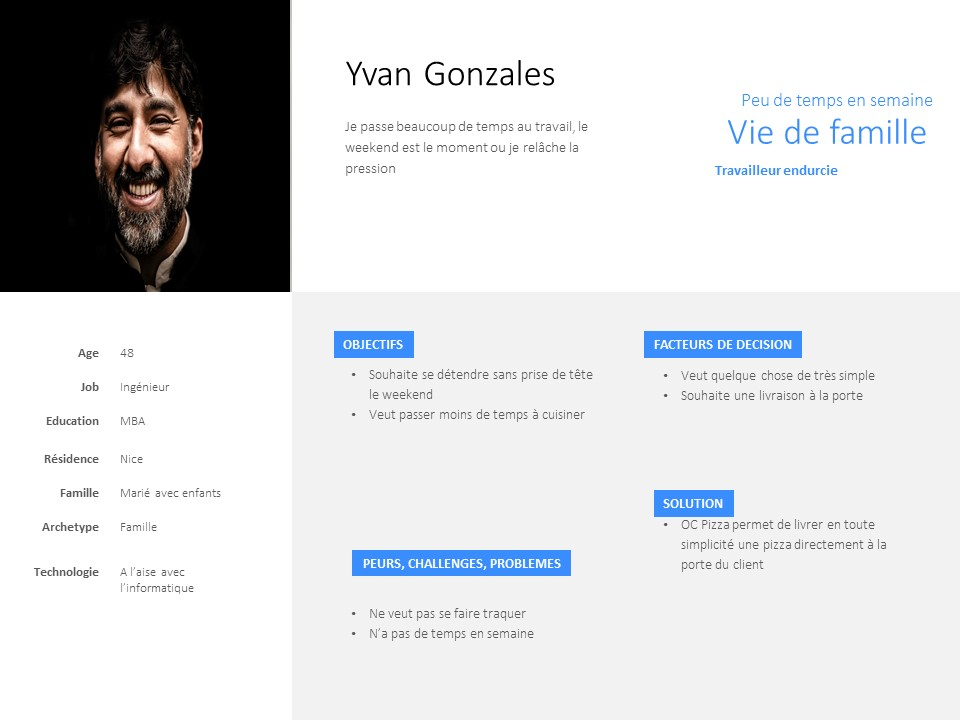 Yvan Gonzales
Je passe beaucoup de temps au travail, le
weekend est le moment ou je relâche la
pression
Peu de temps en semaine
Vie de famille
Travailleur endurcie
Age 48
Job Ingénieur
Education MBA
Résidence Nice
Famille Marié avec enfants
Archetype Famille
Technologie A l’aise avec
l’informatique
OBJECTIFS
• Souhaite se détendre sans prise de tête
le weekend
• Veut passer moins de temps à cuisiner
PEURS, CHALLENGES, PROBLEMES
• Ne veut pas se faire traquer
• N’a pas de temps en semaine
FACTEURS DE DECISION
• Veut quelque chose de très simple
• Souhaite une livraison à la porte
SOLUTION
• OC Pizza permet de livrer en toute
simplicité une pizza directement à la
porte du client